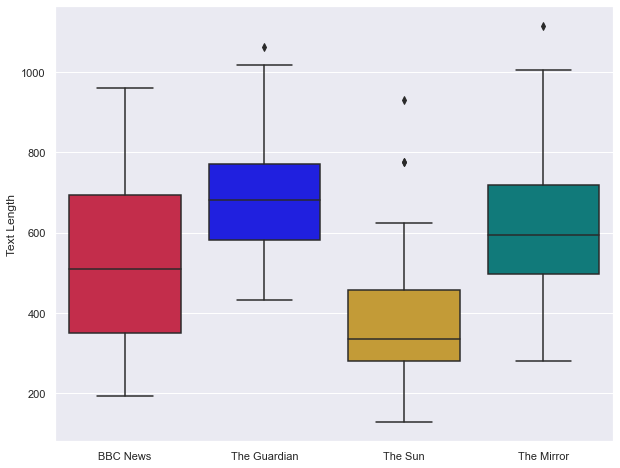 Text Length
1000
800
600
400
200
BBC News
The Guardian
The Sun
The Mirror